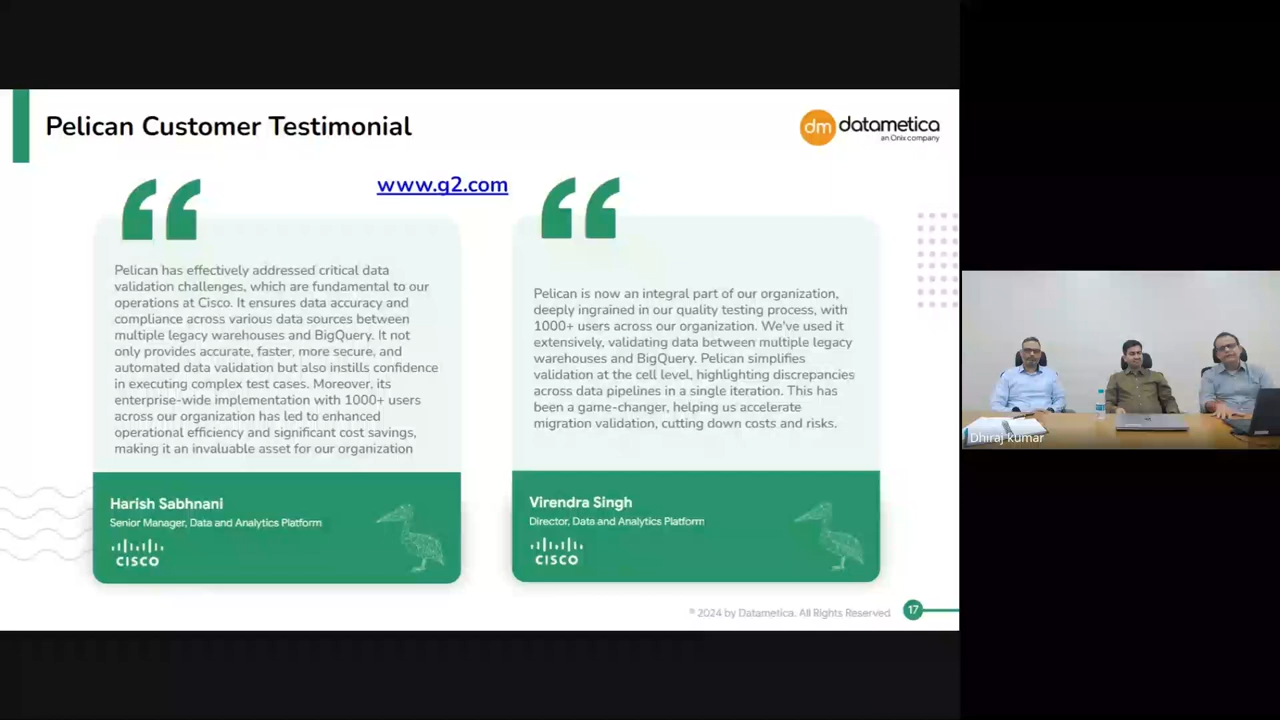 Pelican Customer Testimonial
dm datametica
an Onix company
www.g2.com
Pelican has effectively addressed critical data
validation challenges, which are fundamental to our
operations at Cisco. It ensures data accuracy and
compliance across various data sources between
multiple legacy warehouses and BigQuery. It not
only provides accurate, faster, more secure, and
automated data validation but also instills confidence
in executing complex test cases. Moreover, its
enterprise-wide implementation with 1000+ users
across our organization has led to enhanced
operational efficiency and significant cost savings,
making it an invaluable asset for our organization
Harish Sabhnani
Senior Manager, Data and Analytics Platform
CISCO
Pelican is now an integral part of our organization,
deeply ingrained in our quality testing process, with
1000+ users across our organization. We've used it
extensively, validating data between multiple legacy
warehouses and BigQuery. Pelican simplifies
validation at the cell level, highlighting discrepancies
across data pipelines in a single iteration. This has
been a game-changer, helping us accelerate
migration validation, cutting down costs and risks.
Virendra Singh
Director, Data and Analytics Platform
CISCO
© 2024 by Datametica. All Rights Reserved
17
Dhiraj kumar